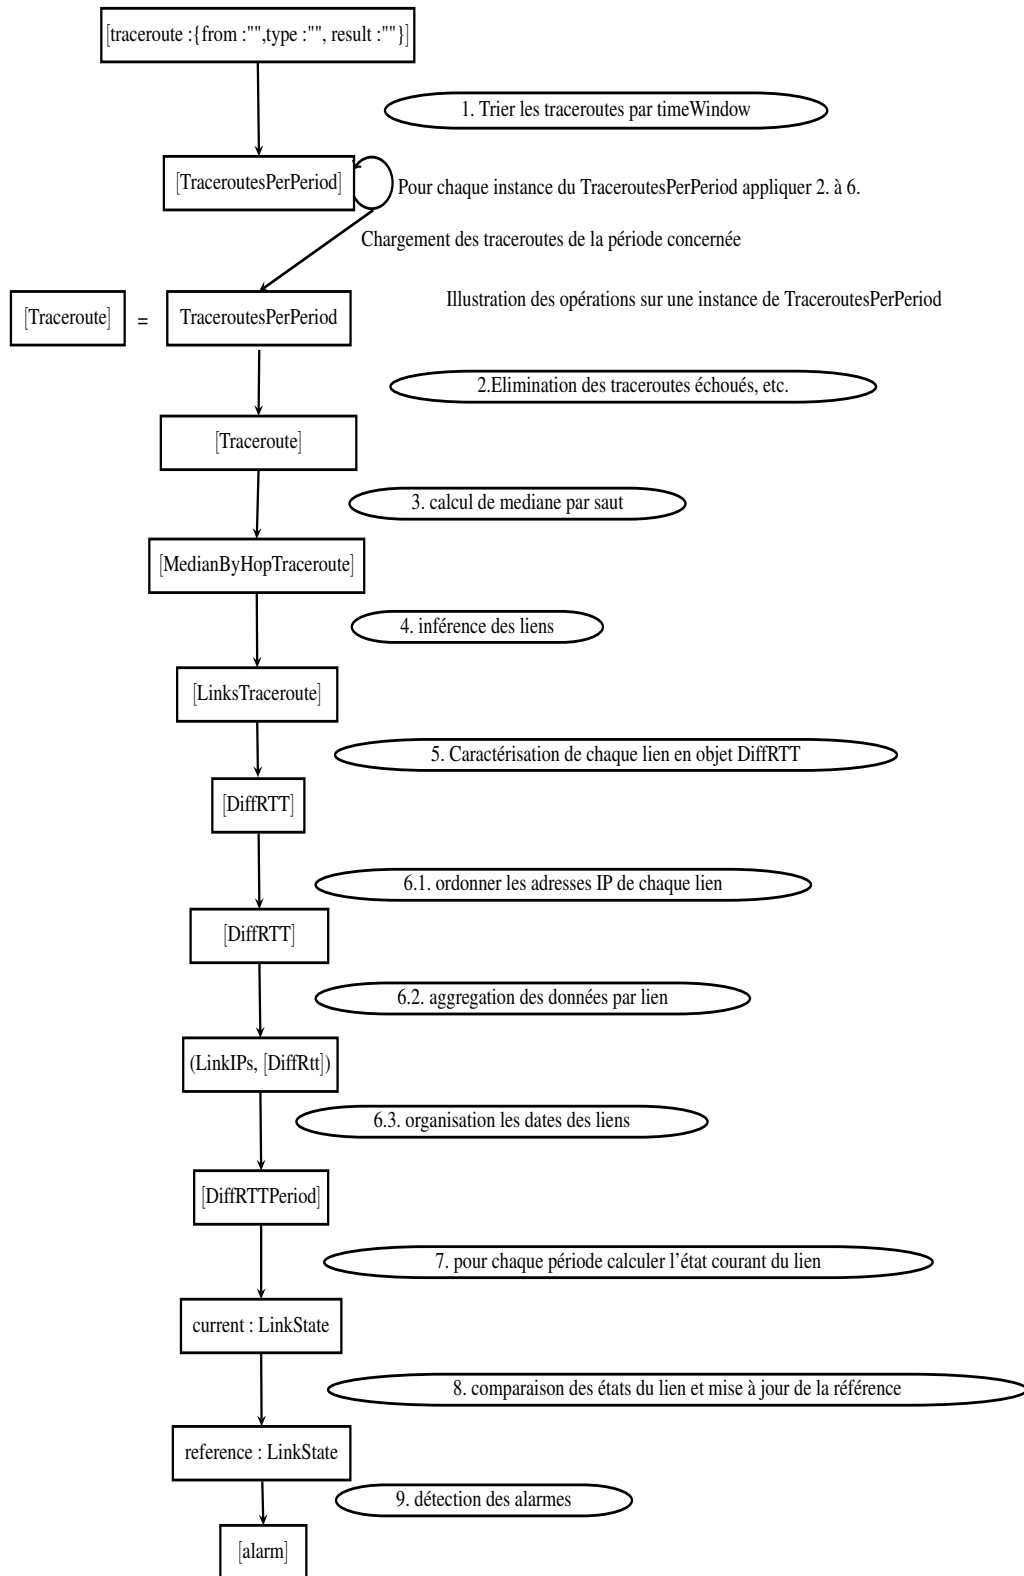 [traceroute :{from :"",type :"", result :""}]
1. Trier les traceroutes par timeWindow
[TraceroutesPerPeriod]
Pour chaque instance du TraceroutesPerPeriod appliquer 2. à 6.
Chargement des traceroutes de la période concernée
Illustration des opérations sur une instance de TraceroutesPerPeriod
[Traceroute] = TraceroutesPerPeriod
2.Elimination des traceroutes échoués, etc.
[Traceroute]
3. calcul de mediane par saut
[MedianByHopTraceroute]
4. inférence des liens
[LinksTraceroute]
5. Caractérisation de chaque lien en objet DiffRTT
[DiffRTT]
6.1. ordonner les adresses IP de chaque lien
[DiffRTT]
6.2. aggregation des données par lien
(LinkIPs, [DiffRtt])
6.3. organisation les dates des liens
[DiffRTTPeriod]
7. pour chaque période calculer l'état courant du lien
current : LinkState
8. comparaison des états du lien et mise à jour de la référence
reference : LinkState
9. détection des alarmes
[alarm]